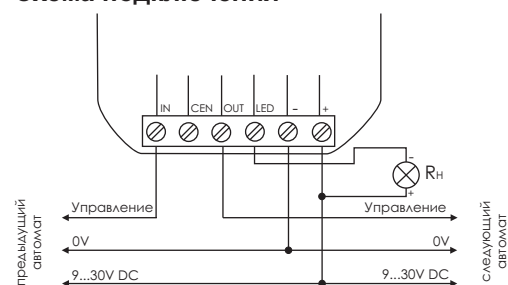 Схема подключения
IN CEN OUT LED - +
-
RН
+
предыдущий автомат
Управление
0V
9...30V DC
Управление
0V
9...30V DC
следующий автомат